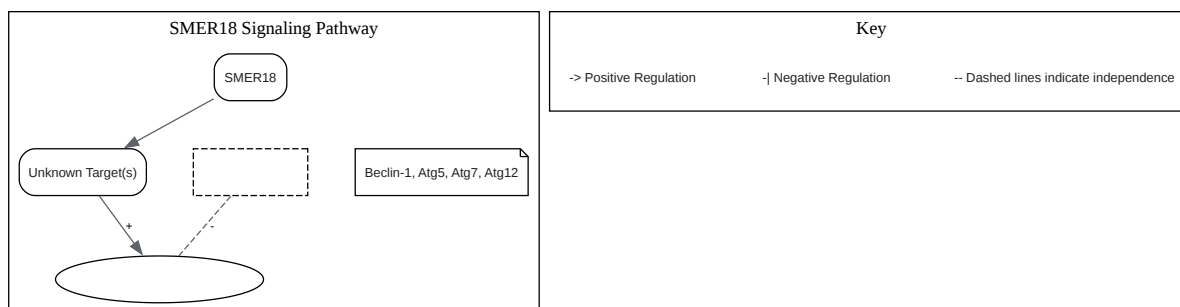 SMER18 Signaling Pathway
SMER18
Unknown Target(s)
Beclin-1, Atg5, Atg7, Atg12
+
-
Key
-> Positive Regulation
-| Negative Regulation
-- Dashed lines indicate independence